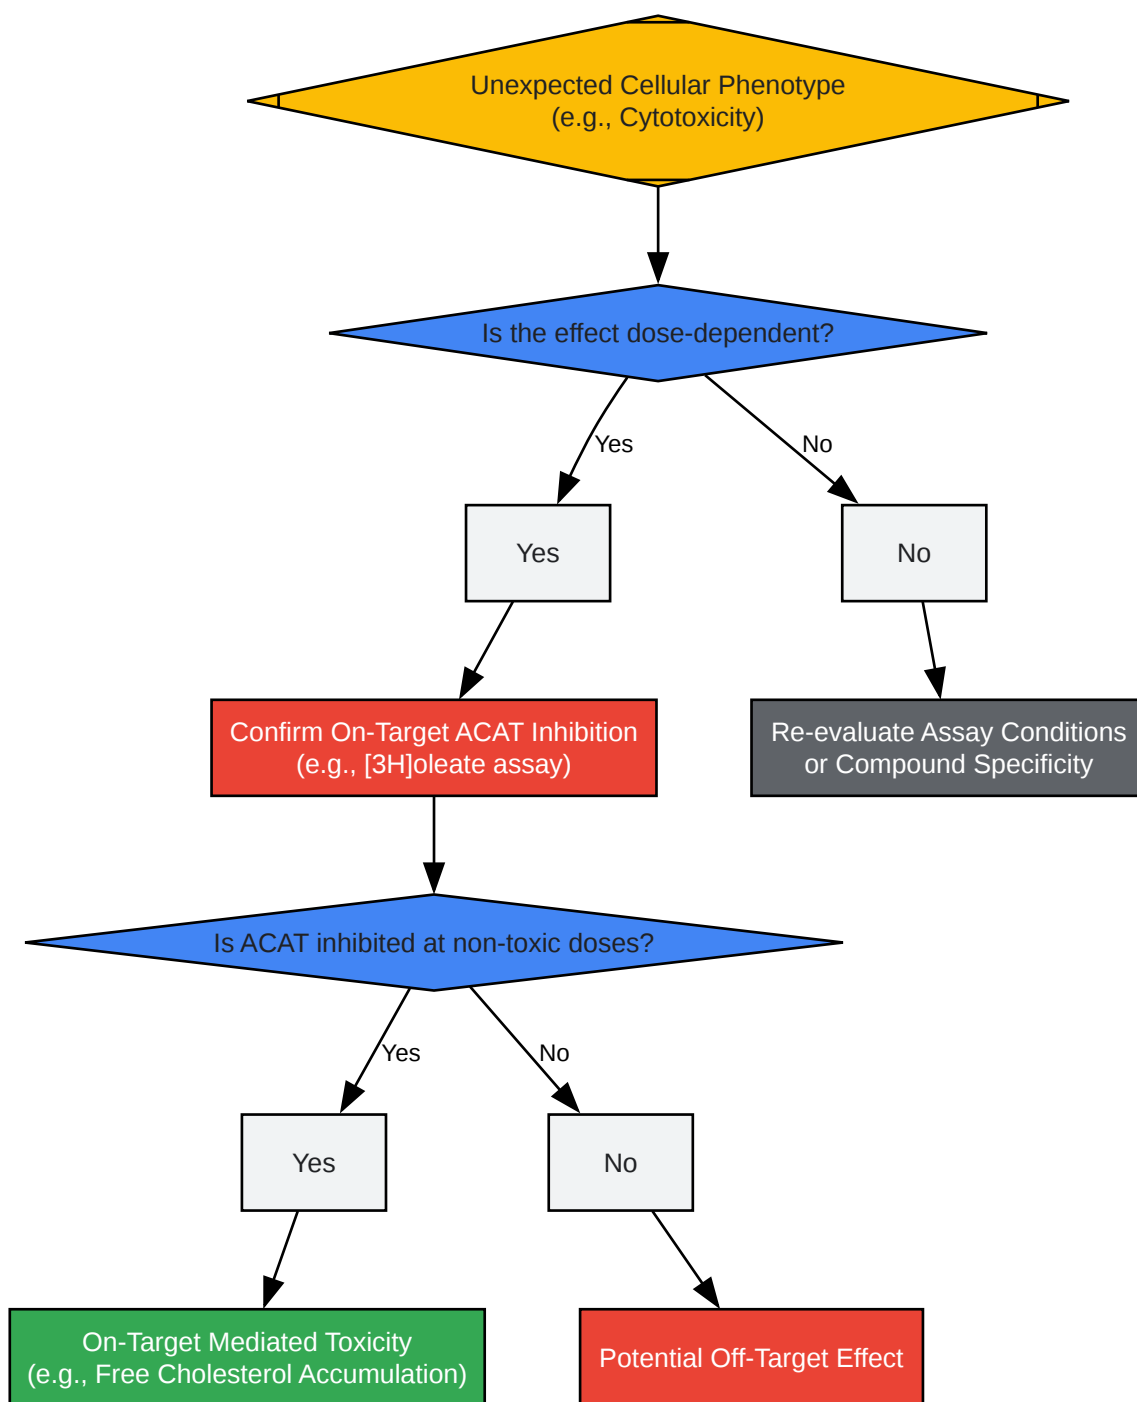 Unexpected Cellular Phenotype
(e.g., Cytotoxicity)
Is the effect dose-dependent?
Yes
No
Yes
No
Confirm On-Target ACAT Inhibition
(e.g., [3H]oleate assay)
Re-evaluate Assay Conditions
or Compound Specificity
Is ACAT inhibited at non-toxic doses?
Yes
No
Yes
No
On-Target Mediated Toxicity
(e.g., Free Cholesterol Accumulation)
Potential Off-Target Effect